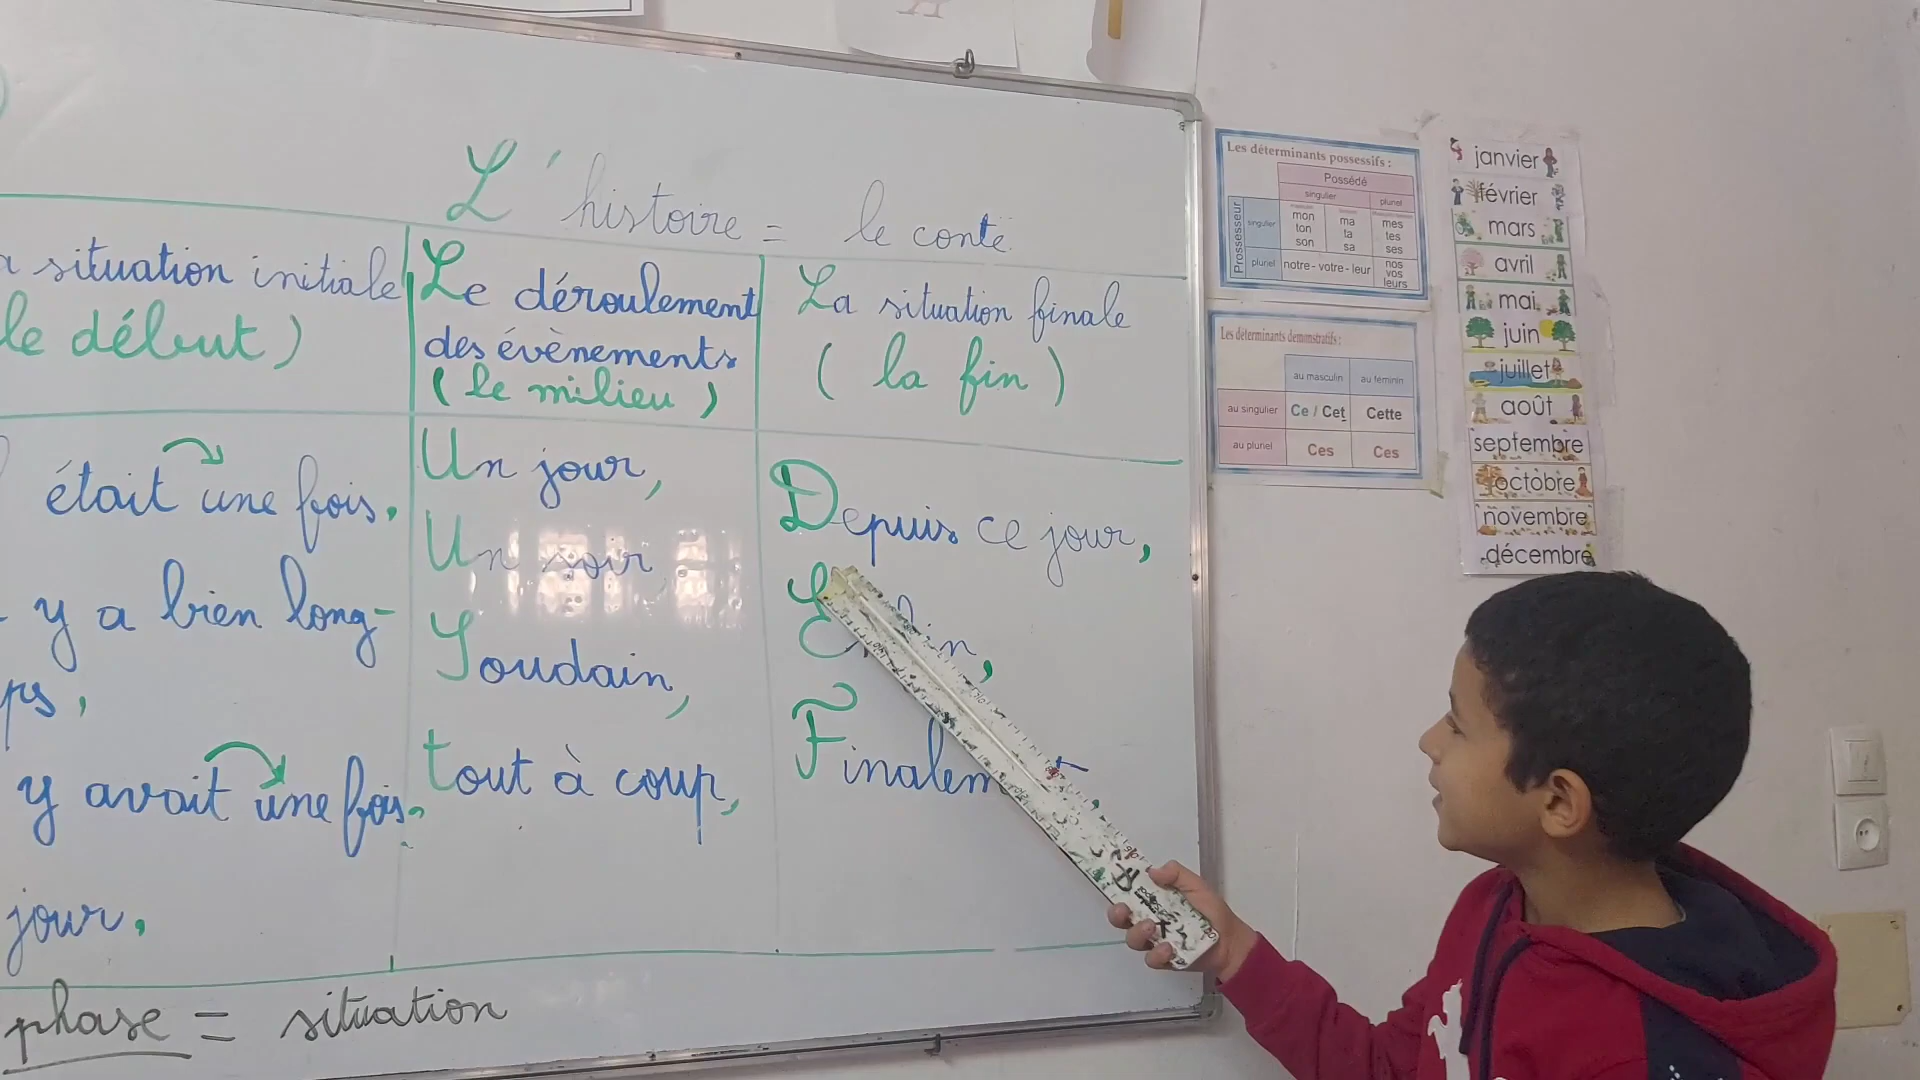 L'histoire = le conte
situation initiale
le début)
était une fois,
y a bien long-
ps,
y avait une fois,
jour,
Le déroulement
des évènements
(le milieu)
Un jour,
Un soir,
Soudain,
tout à coup,
La situation finale
(la fin)
Depuis ce jour,
Finalem
phase = situation
Les déterminants possessifs :
Possédé
singulier
pluriel
Prossesseur
singulier
mon
ton
son
ma
ta
sa
mes
tes
ses
pluriel
notre - votre - leur
nos
vos
leurs
Les déterminants demonstratifs :
au masculin
au féminin
au singulier
Ce / Cet
Cette
au pluriel
Ces
Ces
janvier
février
mars
avril
mai
juin
juillet
août
septembre
octobre
novembre
décembre